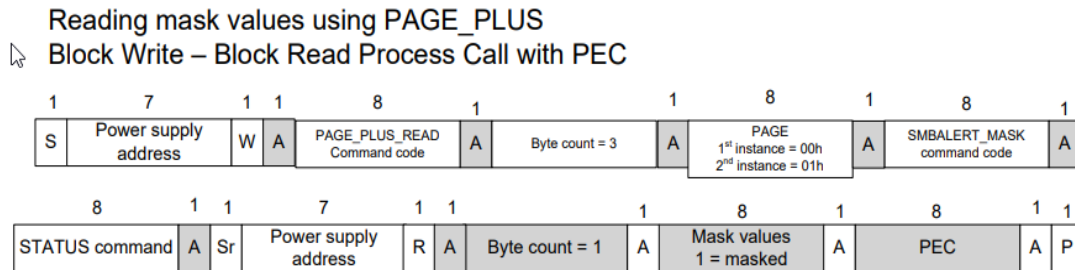 Reading mask values using PAGE_PLUS
Block Write – Block Read Process Call with PEC
1 7 1 1 8 1 1 8 1 8 1
S Power supply address W A PAGE_PLUS_READ Command code A Byte count = 3 A PAGE 1st instance = 00h 2nd instance = 01h A SMBALERT_MASK command code A
8 1 1 7 1 1 1 8 1 8 1 1
STATUS command A Sr Power supply address R A Byte count = 1 A Mask values 1 = masked A PEC A P